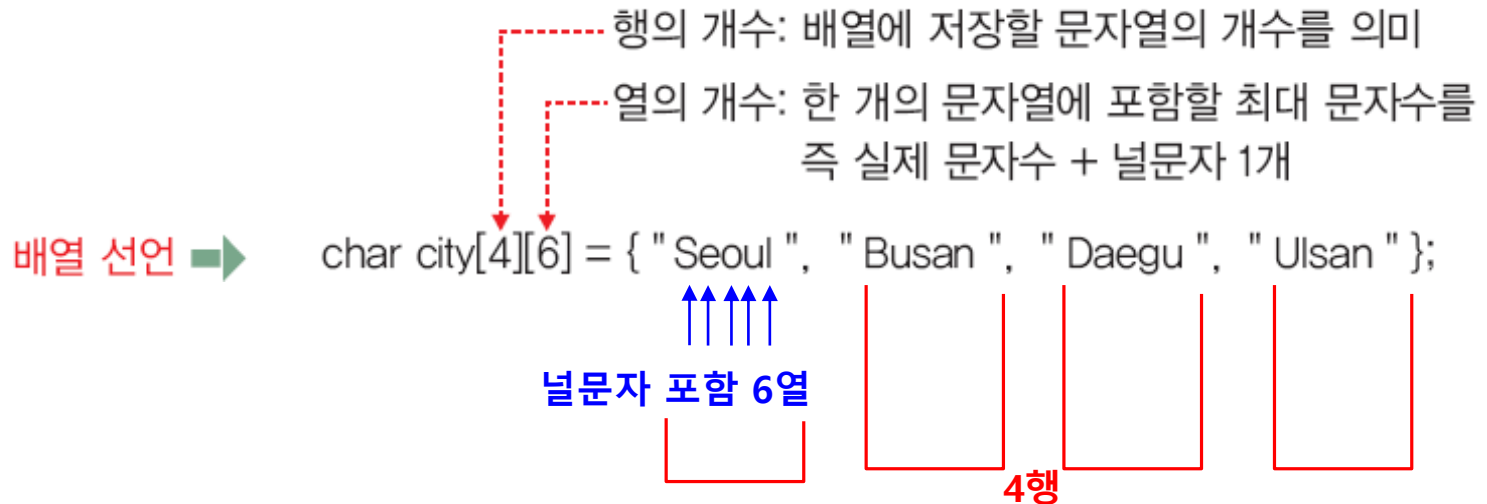 행의 개수: 배열에 저장할 문자열의 개수를 의미
열의 개수: 한 개의 문자열에 포함할 최대 문자수를
즉 실제 문자수 + 널문자 1개
배열 선언 char city[4][6] = { "Seoul", "Busan", "Daegu", "Ulsan" };
널문자 포함 6열
4행